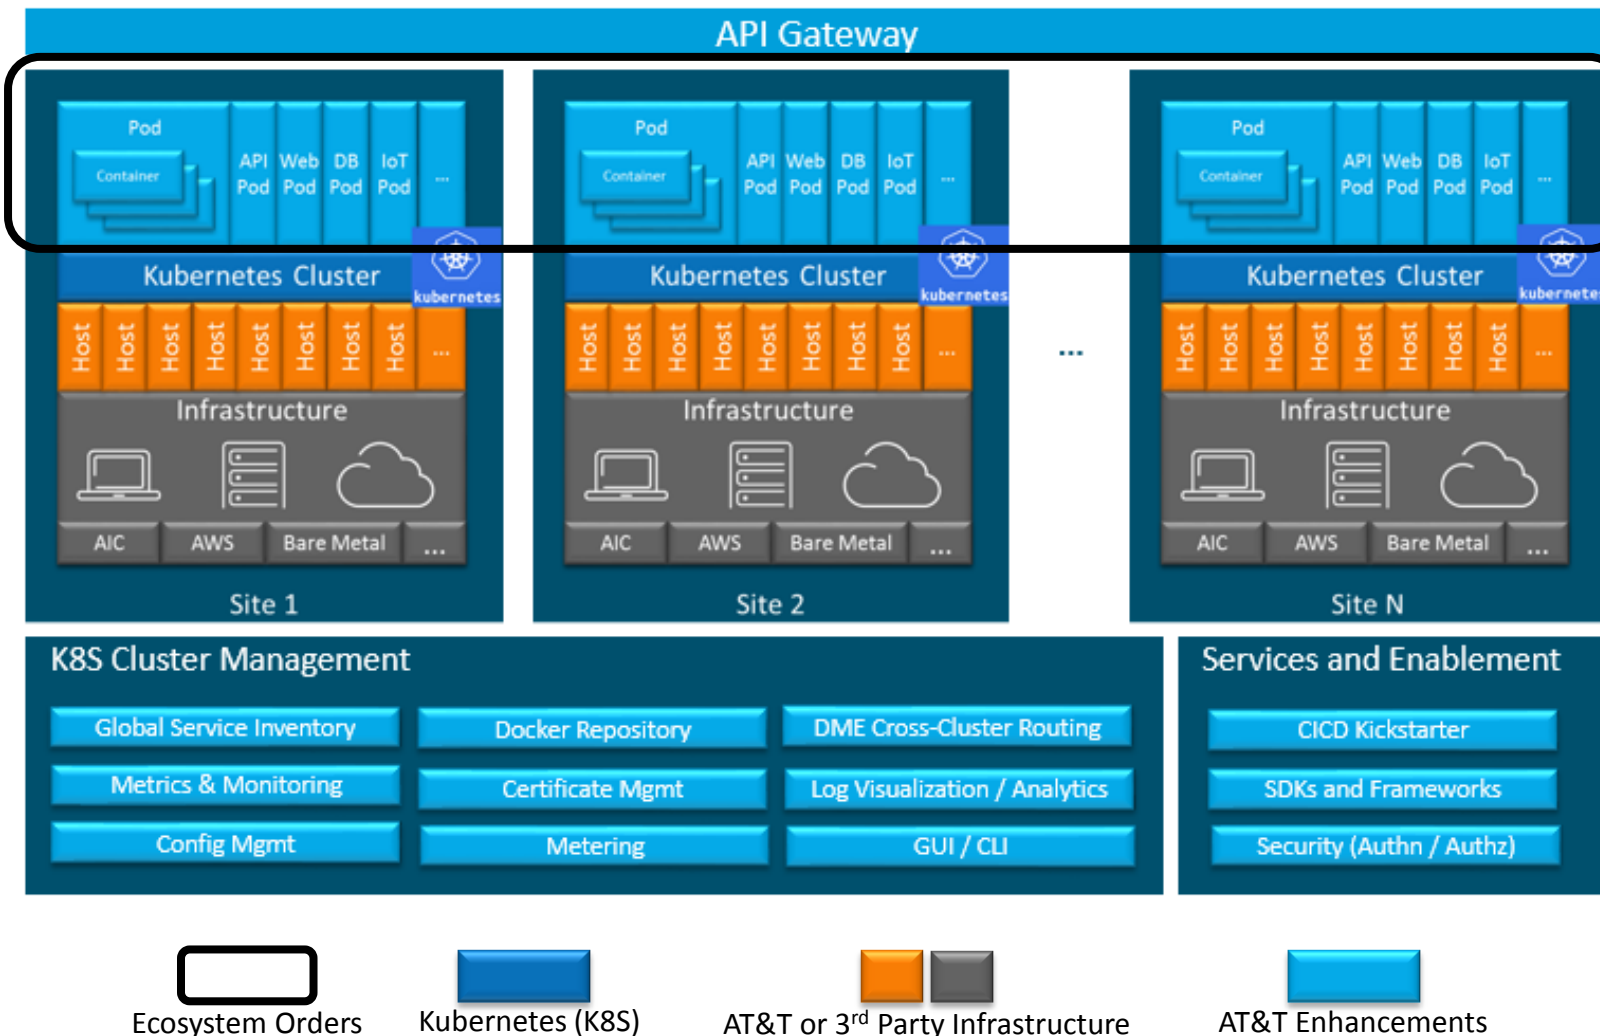 API Gateway
Pod
Container
API Pod
Web Pod
DB Pod
IoT Pod
...
Kubernetes Cluster
kubernetes
Host Host Host Host Host Host Host Host ...
Infrastructure
AIC AWS Bare Metal ...
Site 1
Pod
Container
API Pod
Web Pod
DB Pod
IoT Pod
...
Kubernetes Cluster
kubernetes
Host Host Host Host Host Host Host Host ...
Infrastructure
AIC AWS Bare Metal ...
Site 2
...
Pod
Container
API Pod
Web Pod
DB Pod
IoT Pod
...
Kubernetes Cluster
kubernetes
Host Host Host Host Host Host Host Host ...
Infrastructure
AIC AWS Bare Metal ...
Site N
K8S Cluster Management
Global Service Inventory
Docker Repository
DME Cross-Cluster Routing
Metrics & Monitoring
Certificate Mgmt
Log Visualization / Analytics
Config Mgmt
Metering
GUI / CLI
Services and Enablement
CICD Kickstarter
SDKs and Frameworks
Security (Authn / Authz)
Ecosystem Orders
Kubernetes (K8S)
AT&T or 3rd Party Infrastructure
AT&T Enhancements